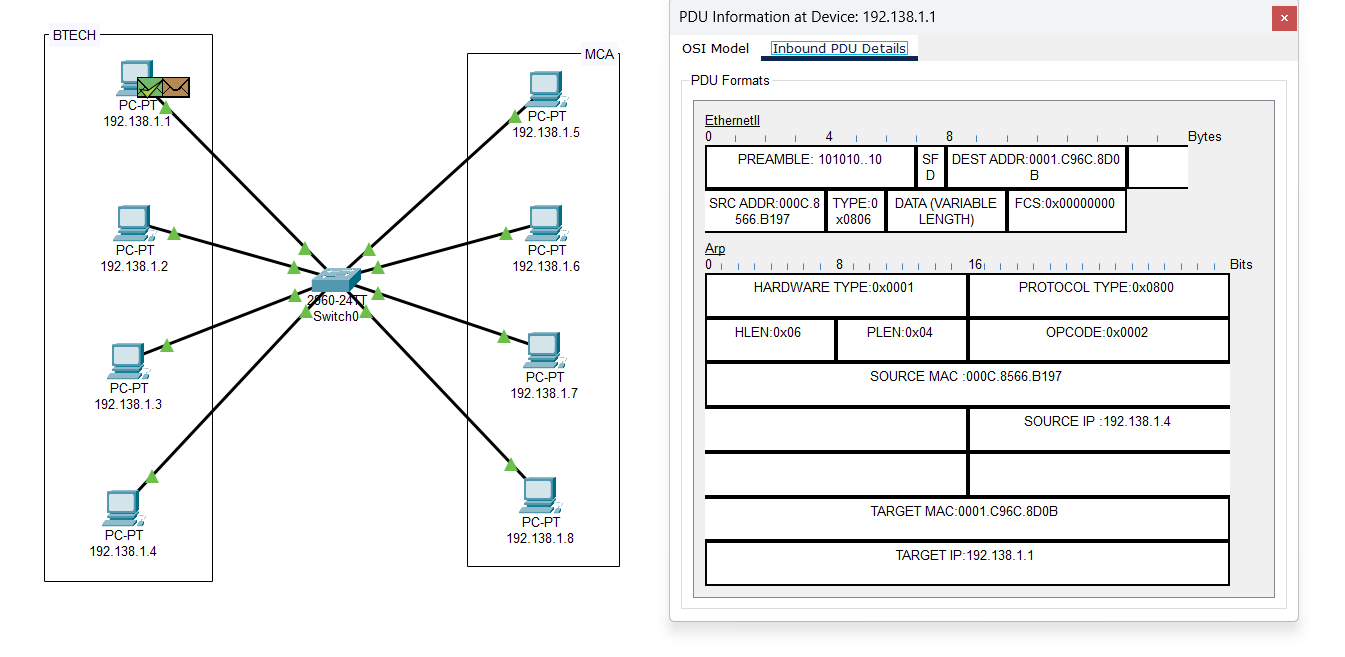 BTECH
PC-PT
192.138.1.1
PC-PT
192.138.1.2
PC-PT
192.138.1.3
PC-PT
192.138.1.4
2960-24TT
Switch0
MCA
PC-PT
192.138.1.5
PC-PT
192.138.1.6
PC-PT
192.138.1.7
PC-PT
192.138.1.8
PDU Information at Device: 192.138.1.1
OSI Model Inbound PDU Details
PDU Formats
EthernetII
0 4 8 Bytes
PREAMBLE: 101010..10
SF
D
DEST ADDR:0001.C96C.8D0
B
SRC ADDR:000C.8
566.B197
TYPE:0
x0806
DATA (VARIABLE
LENGTH)
FCS:0x00000000
Arp
0 8 16 Bits
HARDWARE TYPE:0x0001 PROTOCOL TYPE:0x0800
HLEN:0x06 PLEN:0x04 OPCODE:0x0002
SOURCE MAC :000C.8566.B197
SOURCE IP :192.138.1.4
TARGET MAC:0001.C96C.8D0B
TARGET IP:192.138.1.1